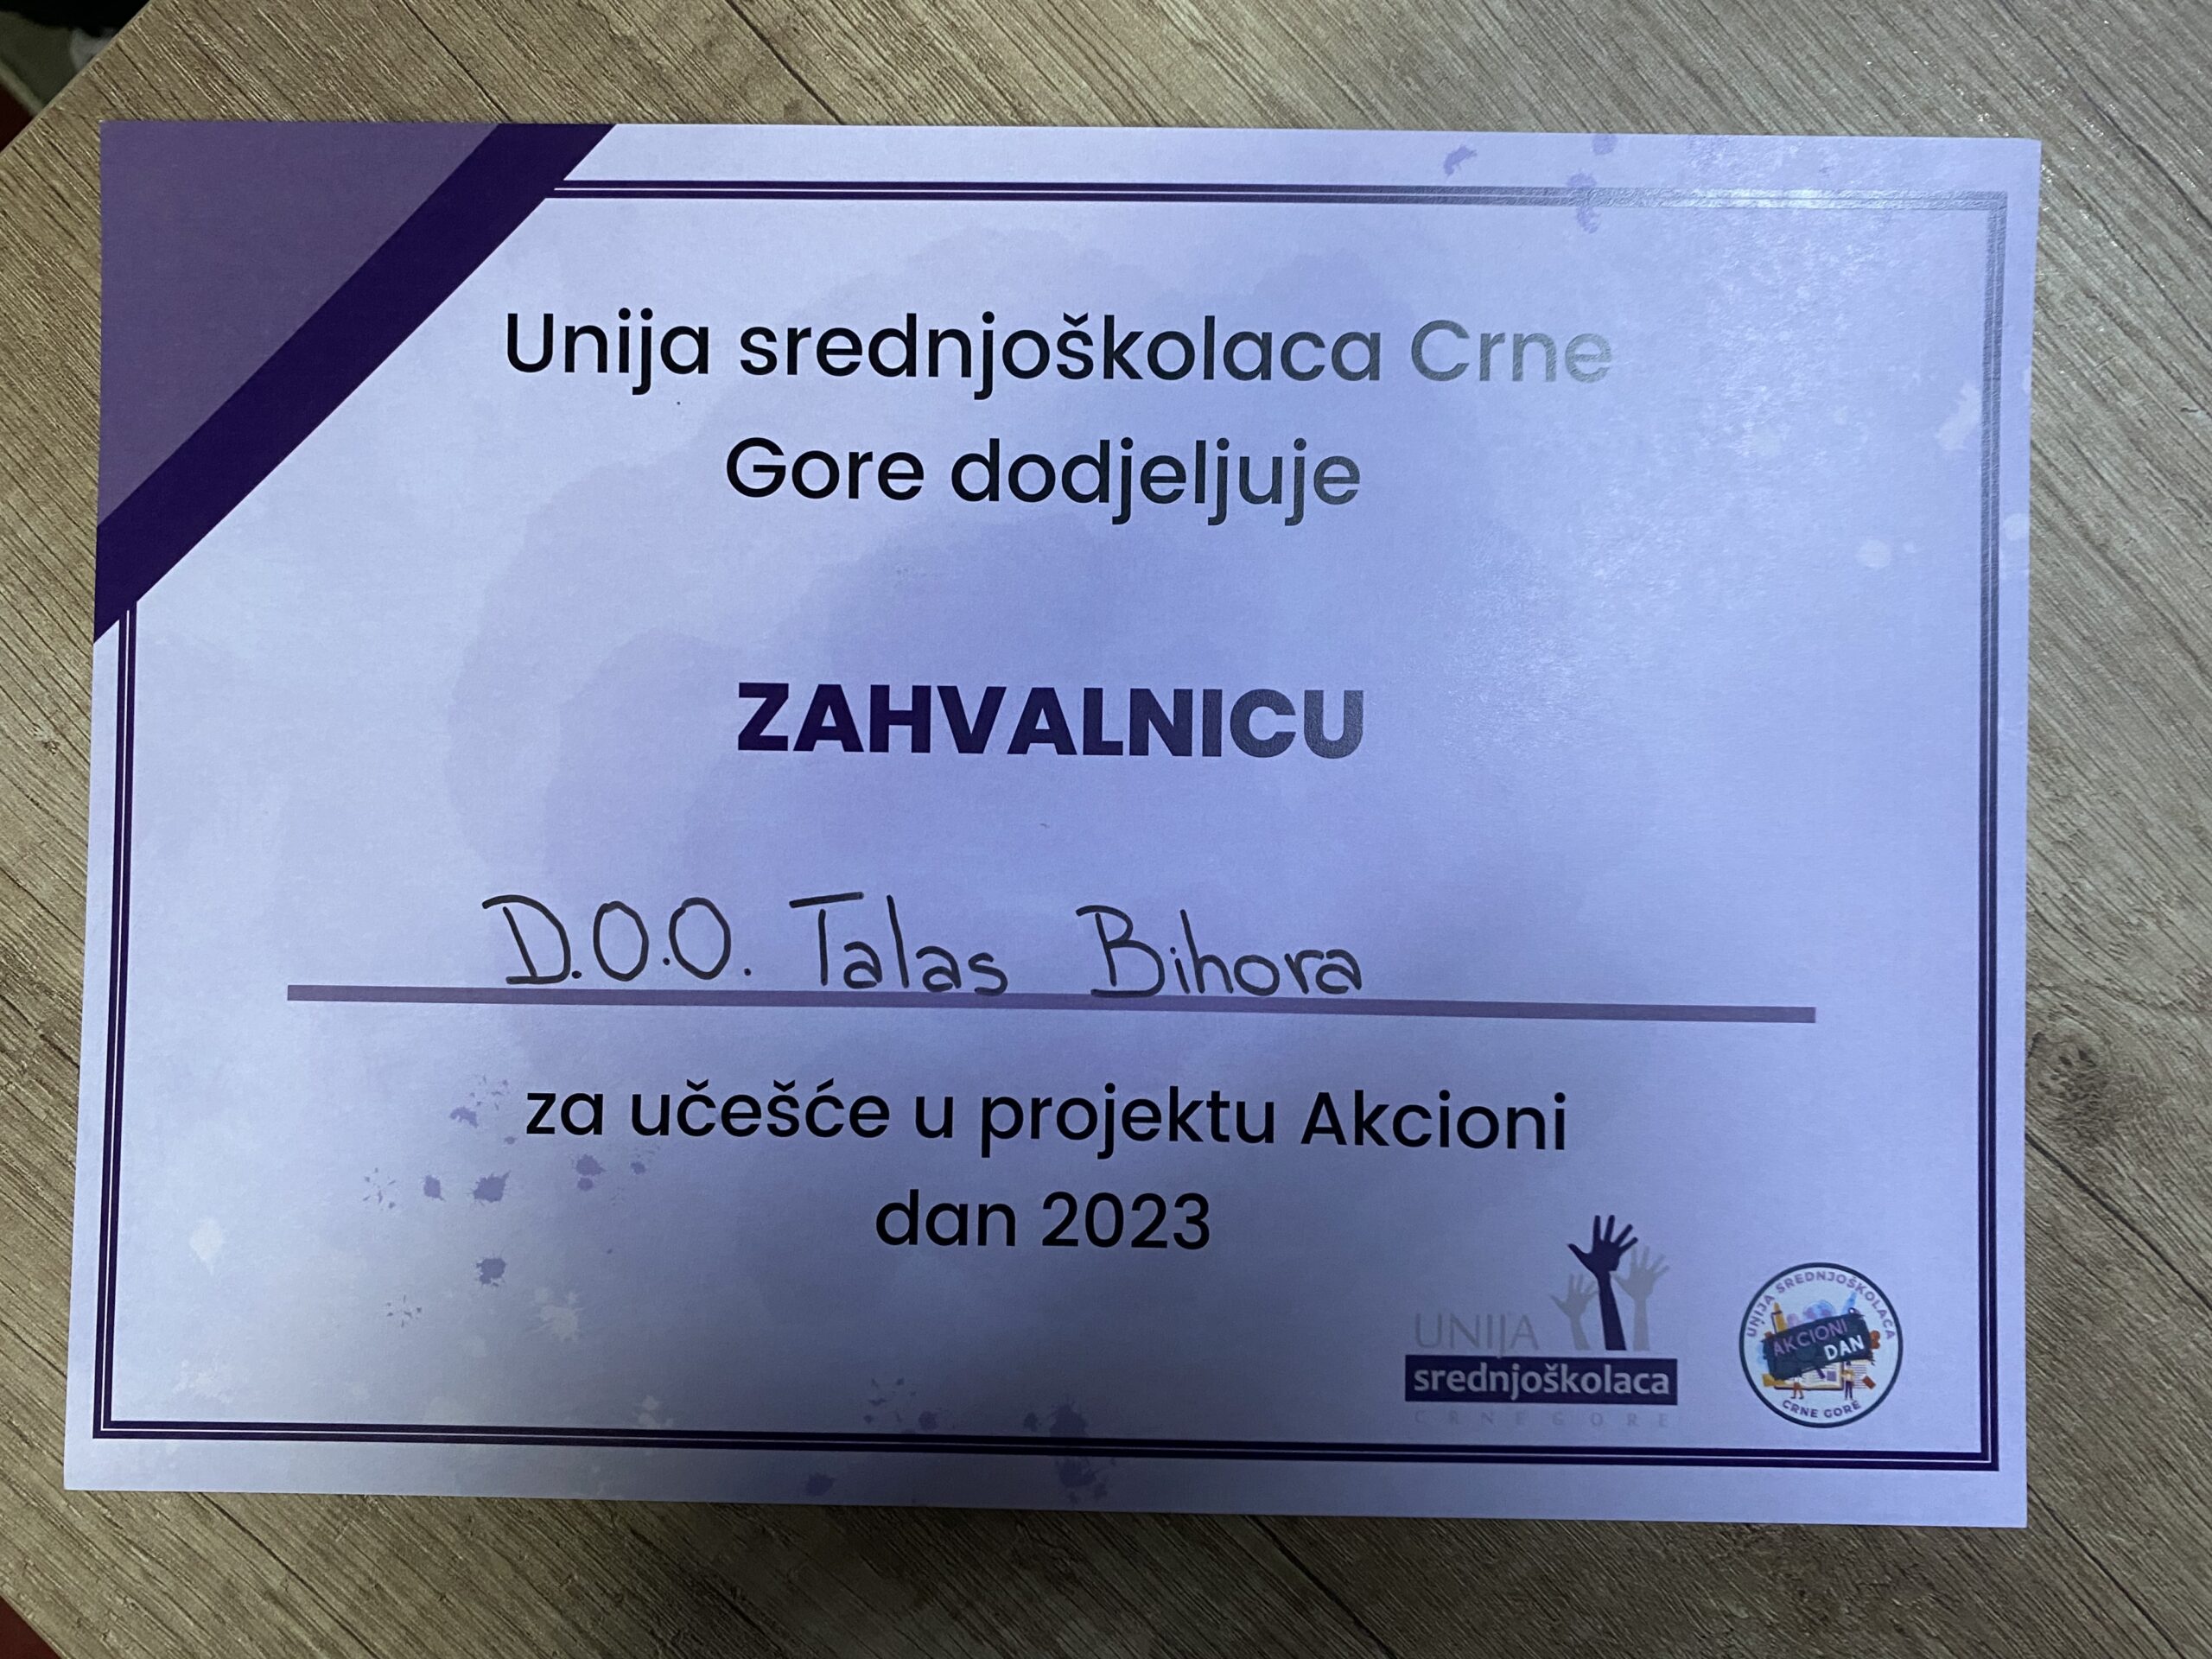 Unija srednjoškolaca Crne
Gore dodjeljuje
ZAHVALNICU
D.O.O. Talas Bihora
za učešće u projektu Akcioni
dan 2023
UNIJA
srednjoškolaca
CRNE GORE
UNIJA SREDNJOŠKOLACA
AKCIONI
DAN
CRNE GORE